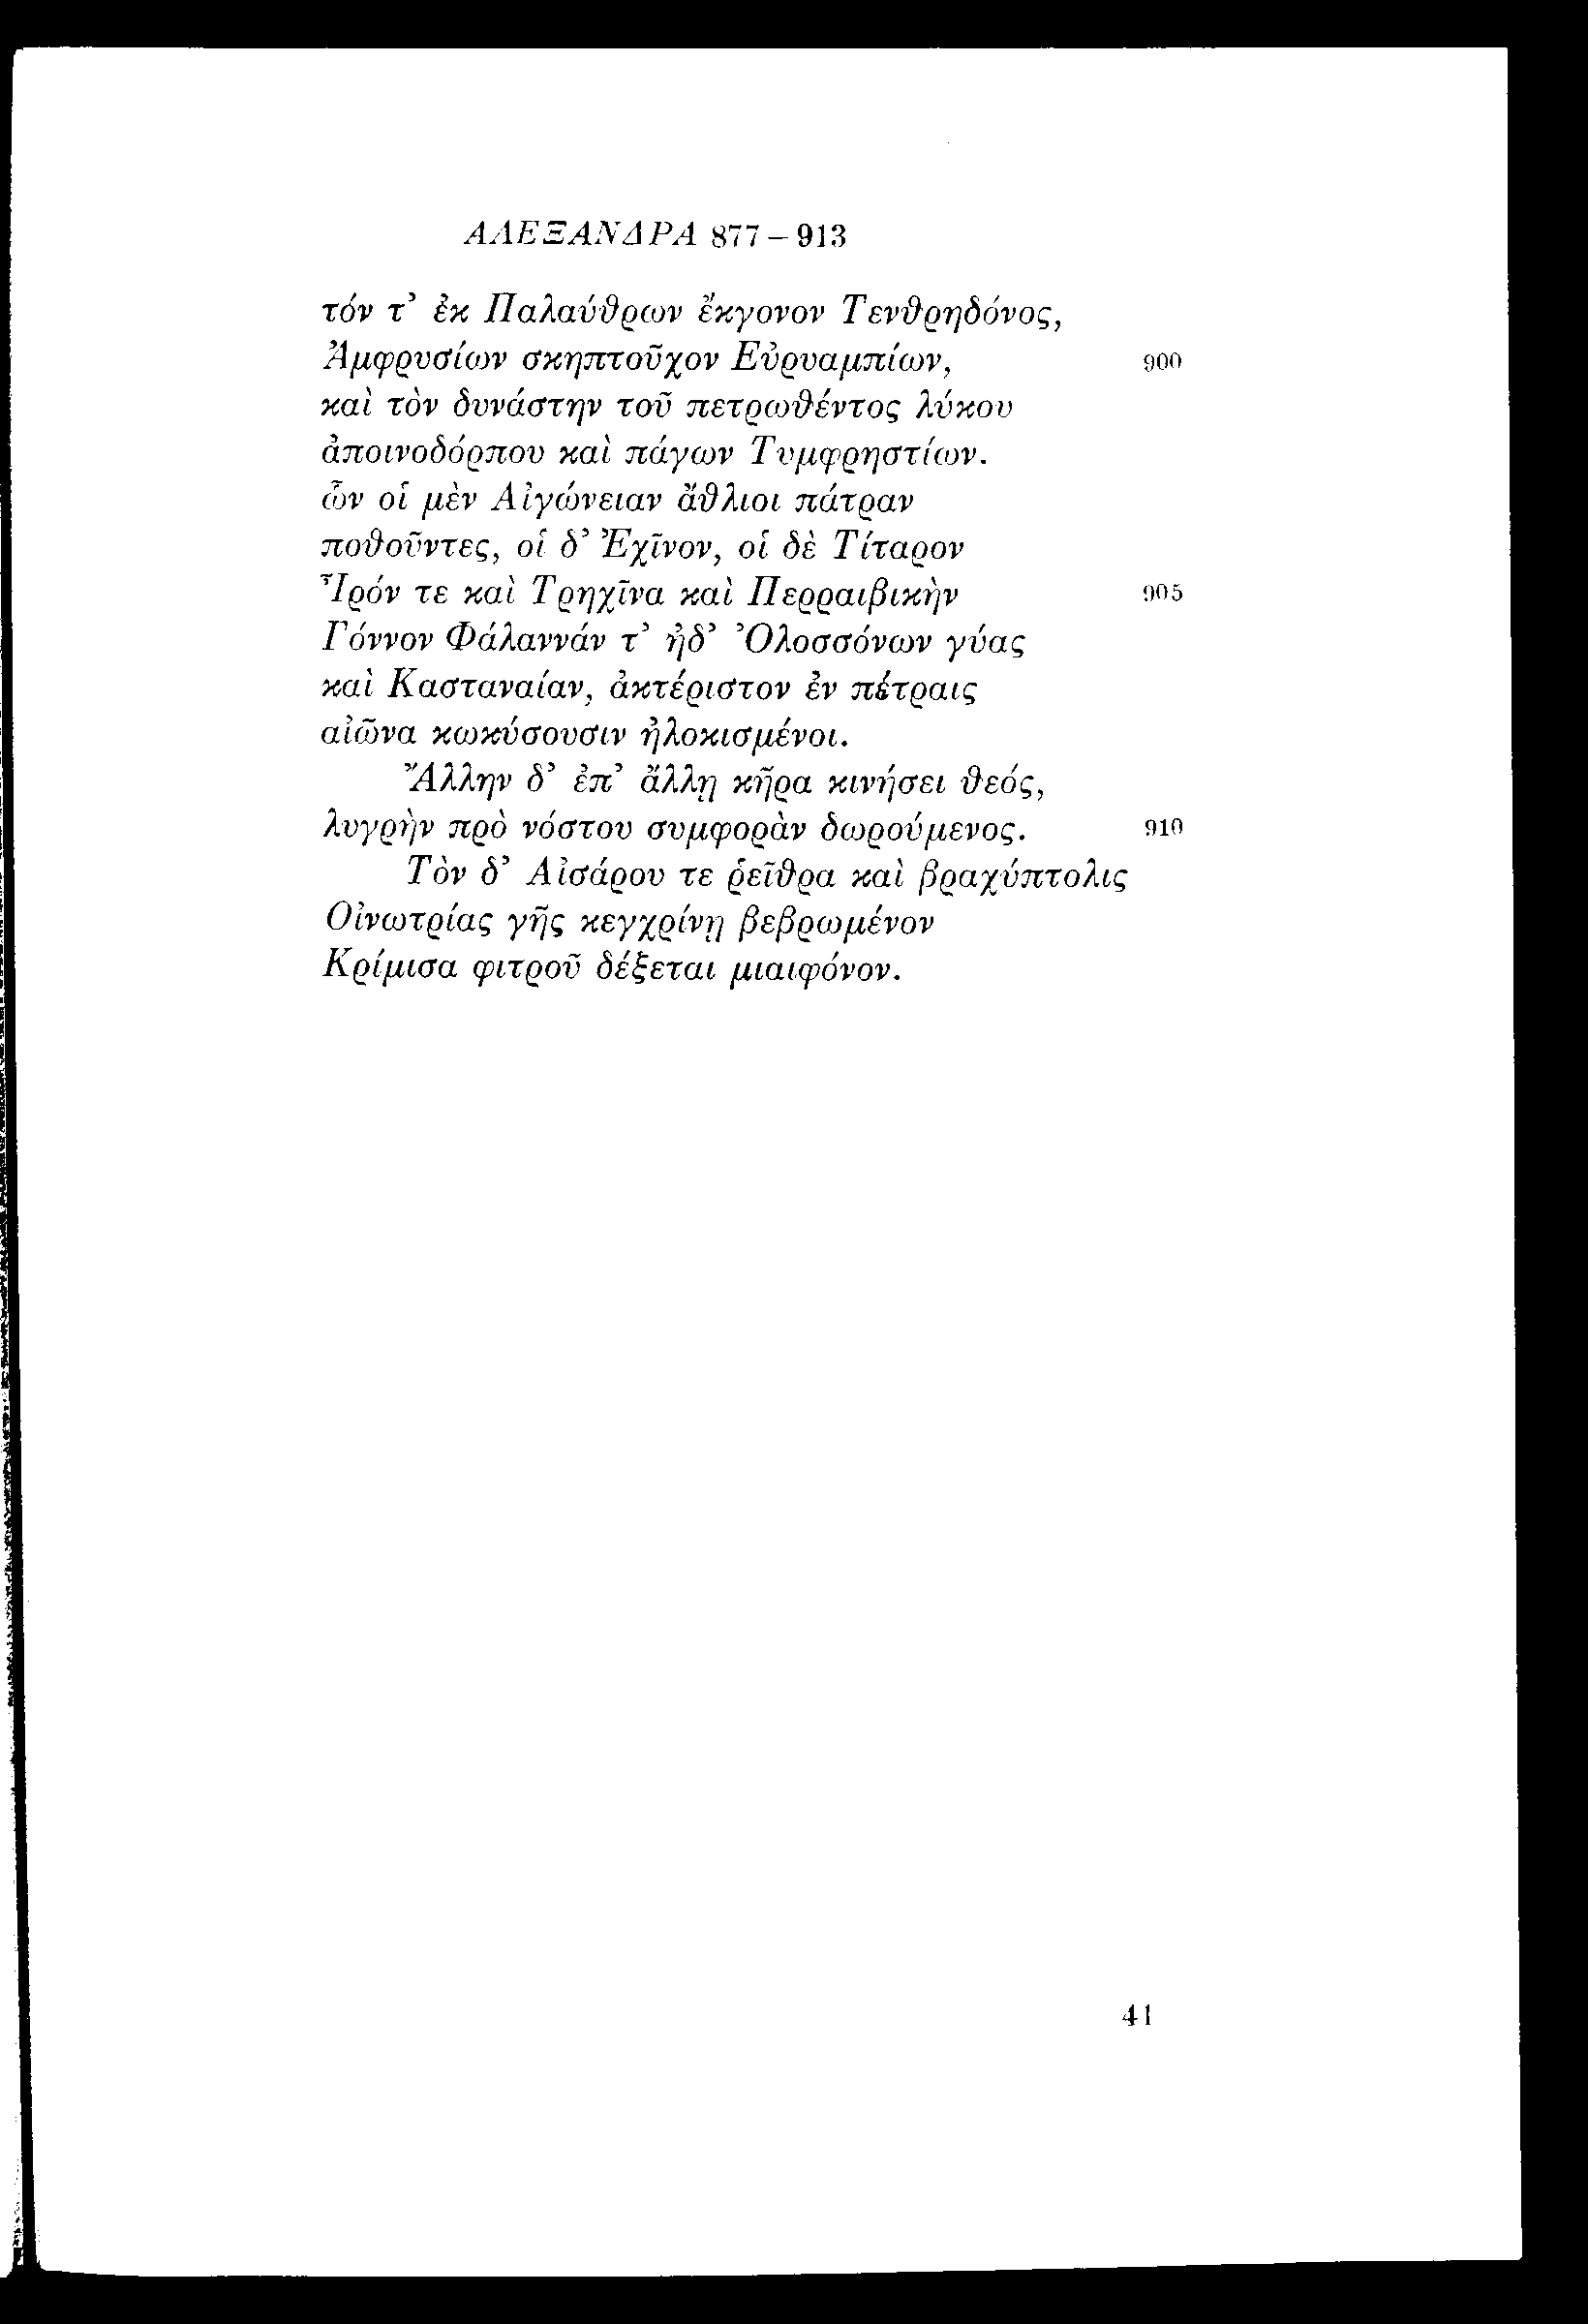 ΑΛΕΞΑΝΔΡΑ 877 – 913
τόν τ’ ἐκ Παλαύθρων ἔκγονον Τενθρηδόνος,
Ἀμφρυσίων σκηπτοῦχον Εὐρυαμπίων, 900
καὶ τὸν δυνάστην τοῦ πετρωθέντος λύκου
ἀποινοδόρπου καὶ πάγων Τυμφρηστίων.
ὧν οἱ μὲν Αἰγώνειαν ἄθλιοι πάτραν
ποθοῦντες, οἱ δ’ Ἐχῖνον, οἱ δὲ Τίταρον
Ἶρόν τε καὶ Τρηχῖνα καὶ Περραιβικὴν 905
Γόννον Φάλαννάν τ’ ἠδ’ Ὀλοσσόνων γύας
καὶ Κασταναίαν, ἀκτέριστον ἐν πέτραις
αἰῶνα κωκύσουσιν ἠλοκισμένοι.
Ἄλλην δ’ ἐπ’ ἄλλῃ κῆρα κινήσει θεός,
λυγρὴν πρὸ νόστου συμφορὰν δωρούμενος. 910
Τὸν δ’ Αἰσάρου τε ῥεῖθρα καὶ βραχύπτολις
Οἰνωτρίας γῆς κεγχρίνῃ βεβρωμένον
Κρίμισα φιτροῦ δέξεται μιαιφόνον.
41